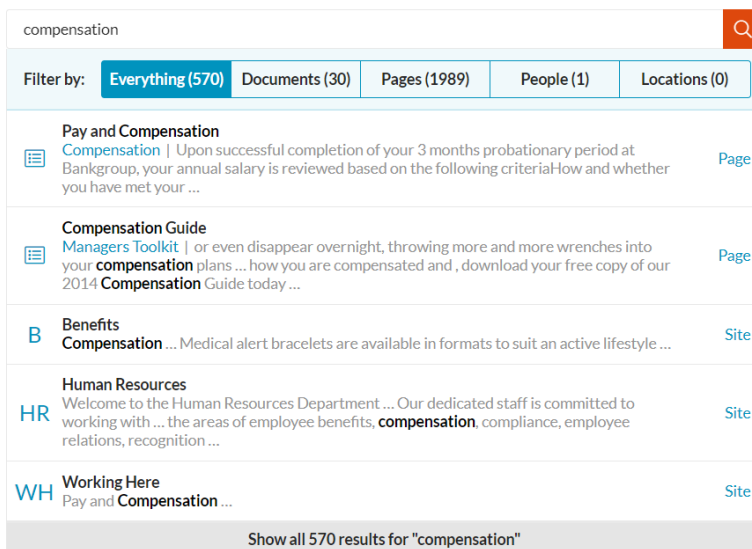 compensation
Filter by: Everything (570) Documents (30) Pages (1989) People (1) Locations (0)
Pay and Compensation
Compensation | Upon successful completion of your 3 months probationary period at
Bankgroup, your annual salary is reviewed based on the following criteriaHow and whether
you have met your ...
Page
Compensation Guide
Managers Toolkit | or even disappear overnight, throwing more and more wrenches into
your compensation plans ... how you are compensated and , download your free copy of our
2014 Compensation Guide today ...
Page
B
Benefits
Compensation ... Medical alert bracelets are available in formats to suit an active lifestyle ...
Site
HR
Human Resources
Welcome to the Human Resources Department ... Our dedicated staff is committed to
working with ... the areas of employee benefits, compensation, compliance, employee
relations, recognition ...
Site
WH
Working Here
Pay and Compensation ...
Site
Show all 570 results for "compensation"